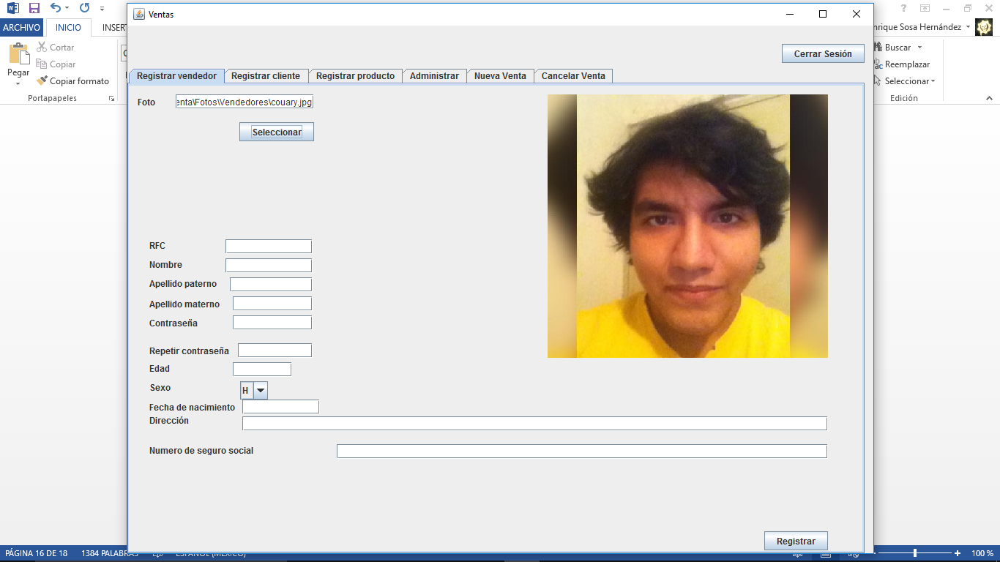 Ventas
?
ARCHIVO
INICIO
INSERT
nrique Sosa Hernández
Cortar
Copiar
Copiar formato
Pegar
Portapapeles
Buscar
Reemplazar
Seleccionar
Edición
Cerrar Sesión
Registrar vendedor
Registrar cliente
Registrar producto
Administrar
Nueva Venta
Cancelar Venta
Foto
enta\Fotos\Vendedores\couary.jpg
Seleccionar
RFC
Nombre
Apellido paterno
Apellido materno
Contraseña
Repetir contraseña
Edad
Sexo
H
Fecha de nacimiento
Dirección
Numero de seguro social
Registrar
PÁGINA 16 DE 18
1384 PALABRAS
ESPAÑOL (MÉXICO)
100 %